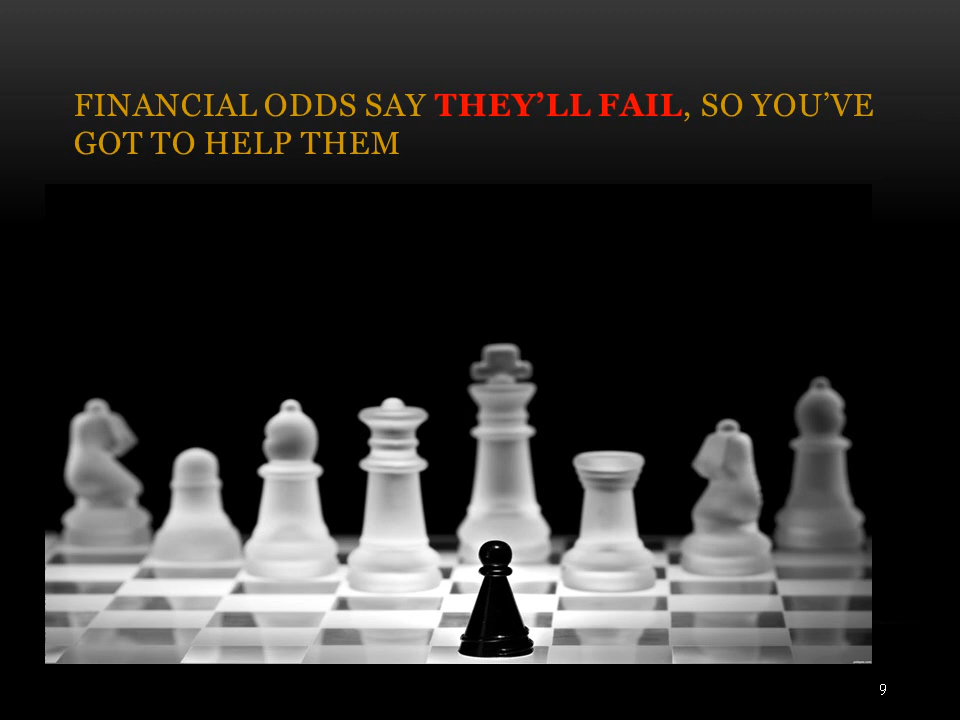 FINANCIAL ODDS SAY THEY’LL FAIL, SO YOU’VE
GOT TO HELP THEM
9